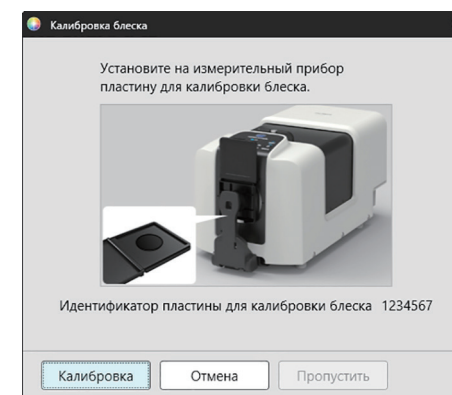 Калибровка блеска
Установите на измерительный прибор
пластину для калибровки блеска.
Идентификатор пластины для калибровки блеска 1234567
Калибровка
Отмена
Пропустить